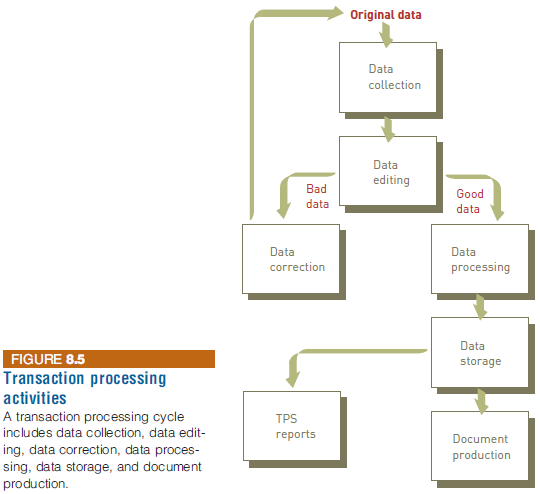 Original data
Data
collection
Data
editing
Bad
data
Good
data
Data
correction
Data
processing
Data
storage
TPS
reports
Document
production
FIGURE 8.5
Transaction processing
activities
A transaction processing cycle
includes data collection, data edit-
ing, data correction, data proces-
sing, data storage, and document
production.